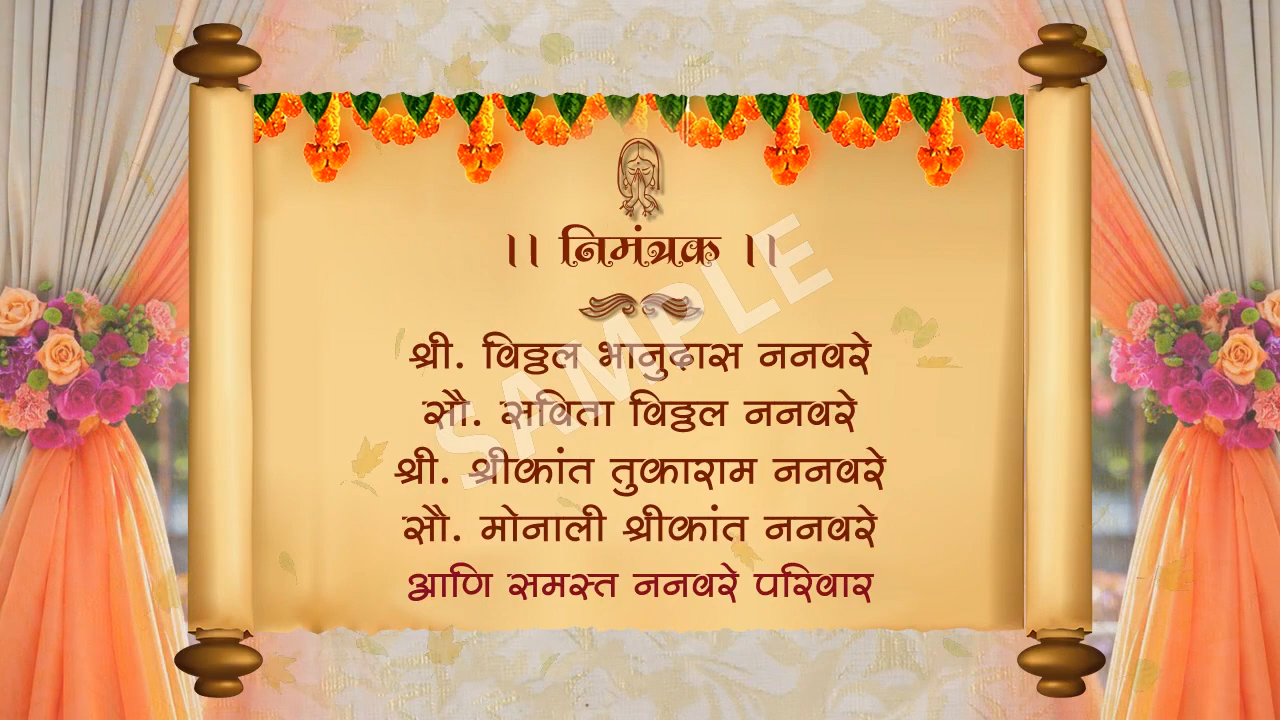 ।। निमंत्रक ।।
श्री. विठ्ठल भानुदास ननवरे
सौ. सविता विठ्ठल ननवरे
श्री. श्रीकांत तुकाराम ननवरे
सौ. मोनाली श्रीकांत ननवरे
आणि समस्त ननवरे परिवार
SAMPLE